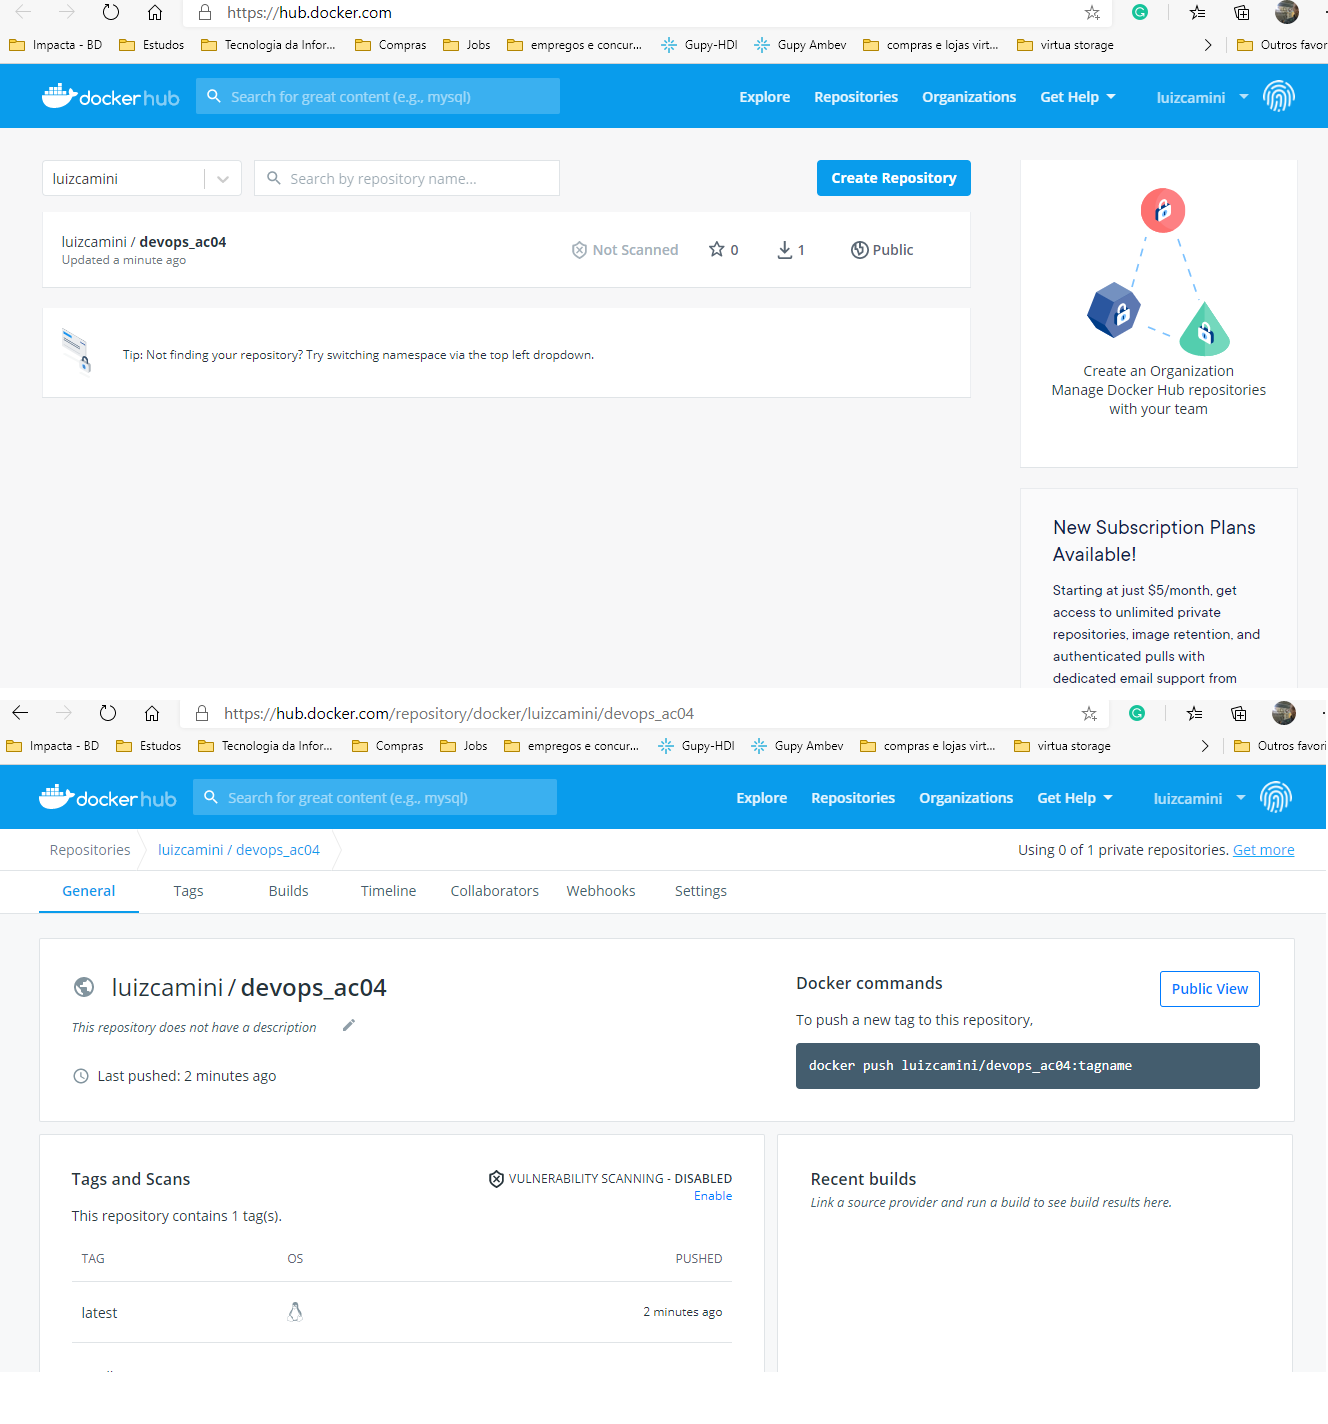 https://hub.docker.com
Impacta - BD Estudos Tecnologia da Infor... Compras Jobs empregos e concur... Gupy-HDI Gupy Ambev compras e lojas virt... virtua storage Outros favor
docker hub Search for great content (e.g., mysql) Explore Repositories Organizations Get Help luizcamini
luizcamini Search by repository name... Create Repository
luizcamini / devops_ac04 Not Scanned 0 1 Public
Updated a minute ago
Tip: Not finding your repository? Try switching namespace via the top left dropdown.
Create an Organization
Manage Docker Hub repositories
with your team
New Subscription Plans
Available!
Starting at just $5/month, get
access to unlimited private
repositories, image retention, and
authenticated pulls with
dedicated email support from
https://hub.docker.com/repository/docker/luizcamini/devops_ac04
Impacta - BD Estudos Tecnologia da Infor... Compras Jobs empregos e concur... Gupy-HDI Gupy Ambev compras e lojas virt... virtua storage Outros favori
docker hub Search for great content (e.g., mysql) Explore Repositories Organizations Get Help luizcamini
Repositories luizcamini / devops_ac04 Using 0 of 1 private repositories. Get more
General Tags Builds Timeline Collaborators Webhooks Settings
luizcamini / devops_ac04
Docker commands Public View
This repository does not have a description
To push a new tag to this repository,
docker push luizcamini/devops_ac04:tagname
Last pushed: 2 minutes ago
Tags and Scans VULNERABILITY SCANNING - DISABLED
Enable
This repository contains 1 tag(s).
TAG OS PUSHED
latest 2 minutes ago
Recent builds
Link a source provider and run a build to see build results here.